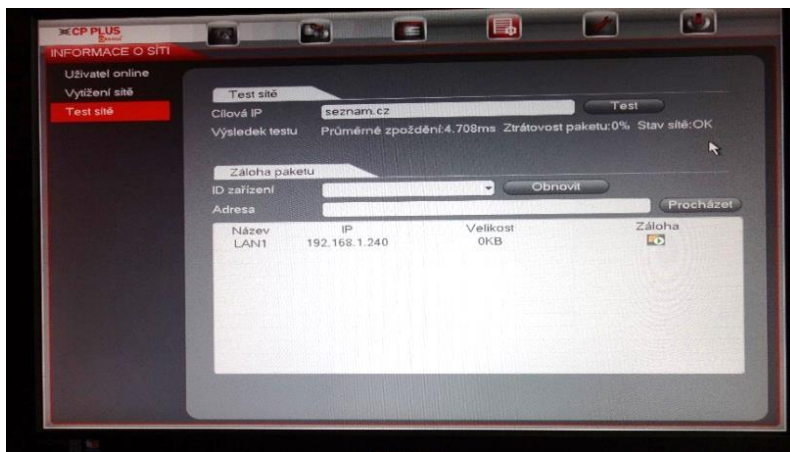 CP PLUS
INFORMACE O SÍTI
Uživatel online
Vytížení sítě
Test sítě
Test sítě
Cílová IP seznam.cz Test
Výsledek testu Průměrné zpoždění:4.708ms Ztrátovost paketu:0% Stav sítě:OK
Záloha paketu
ID zařízení Obnovit
Adresa Procházet
Název IP Velikost Záloha
LAN1 192.168.1.240 0KB